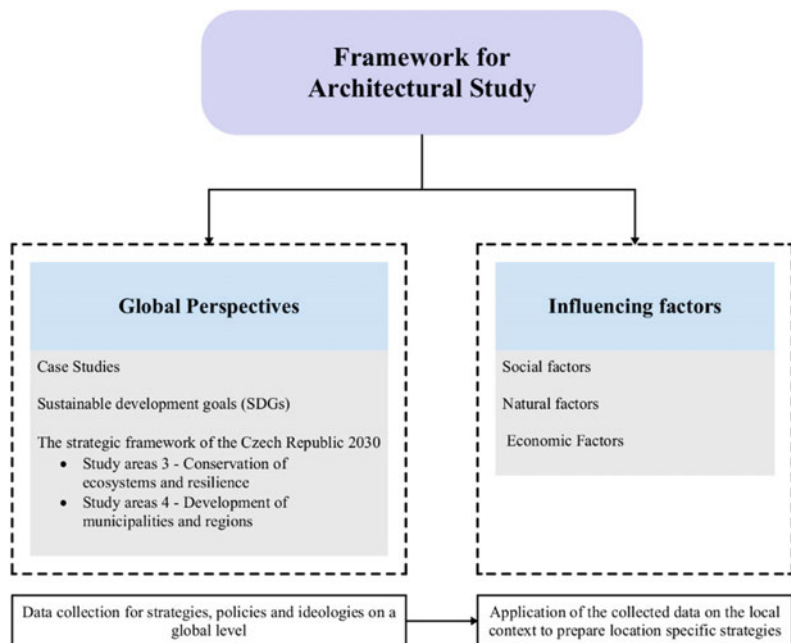 Framework for
Architectural Study
Global Perspectives
Case Studies
Sustainable development goals (SDGs)
The strategic framework of the Czech Republic 2030
• Study areas 3 - Conservation of
ecosystems and resilience
• Study areas 4 - Development of
municipalities and regions
Influencing factors
Social factors
Natural factors
Economic Factors
Data collection for strategies, policies and ideologies on a
global level
Application of the collected data on the local
context to prepare location specific strategies